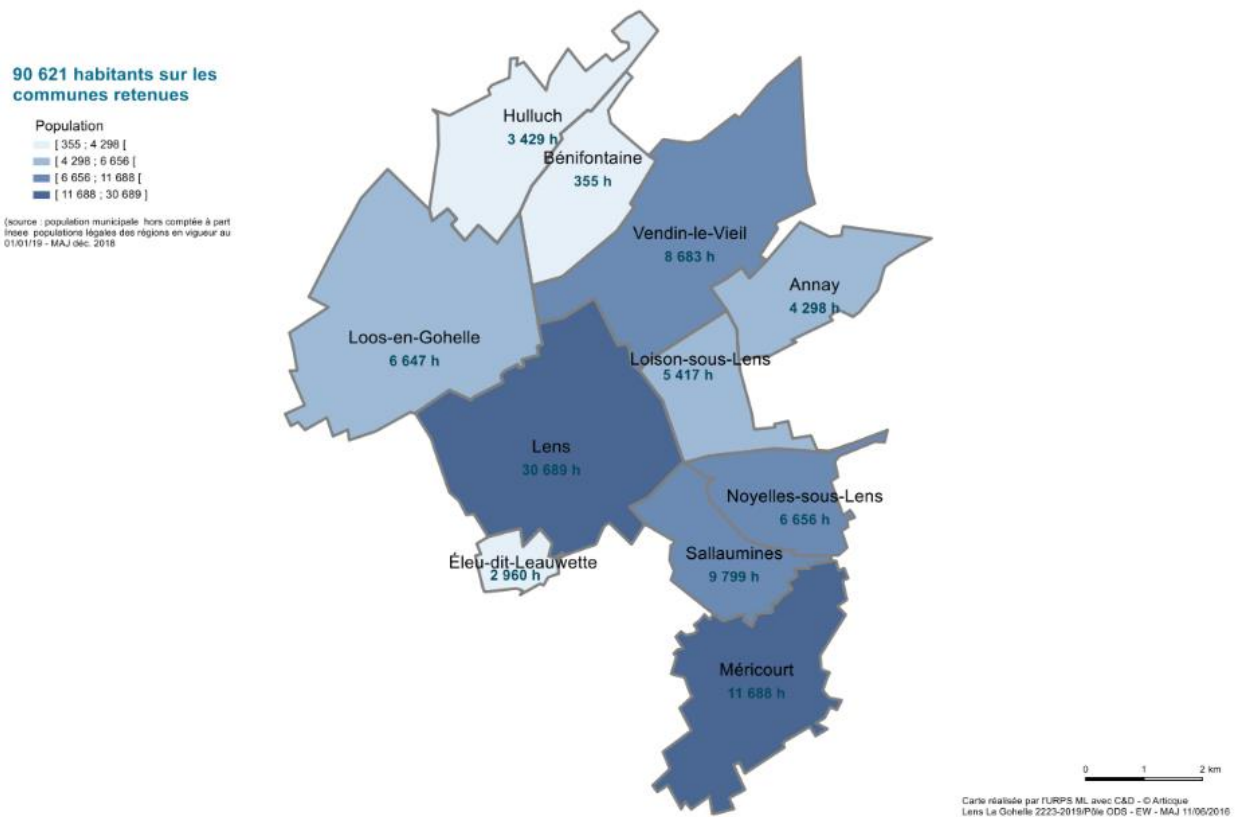 90 621 habitants sur les
communes retenues
Population
[ 355 ; 4 298 [
[ 4 298 ; 6 656 [
[ 6 656 ; 11 688 [
[ 11 688 ; 30 689 ]
(source : population municipale hors comptée à part
Insee populations légales des régions en vigueur au
01/01/19 - MAJ déc. 2018
Hulluch
3 429 h
Bénifontaine
355 h
Vendin-le-Vieil
8 683 h
Annay
4 298 h
Loos-en-Gohelle
6 647 h
Loison-sous-Lens
5 417 h
Lens
30 689 h
Noyelles-sous-Lens
6 656 h
Éleu-dit-Leauwette
2 960 h
Sallaumines
9 799 h
Méricourt
11 688 h
0 1 2 km
Carte réalisée par l'URPS ML avec C&D - © Articque
Lens La Gohelle 2223-2019/Pôle ODS - EW - MAJ 11/06/2016